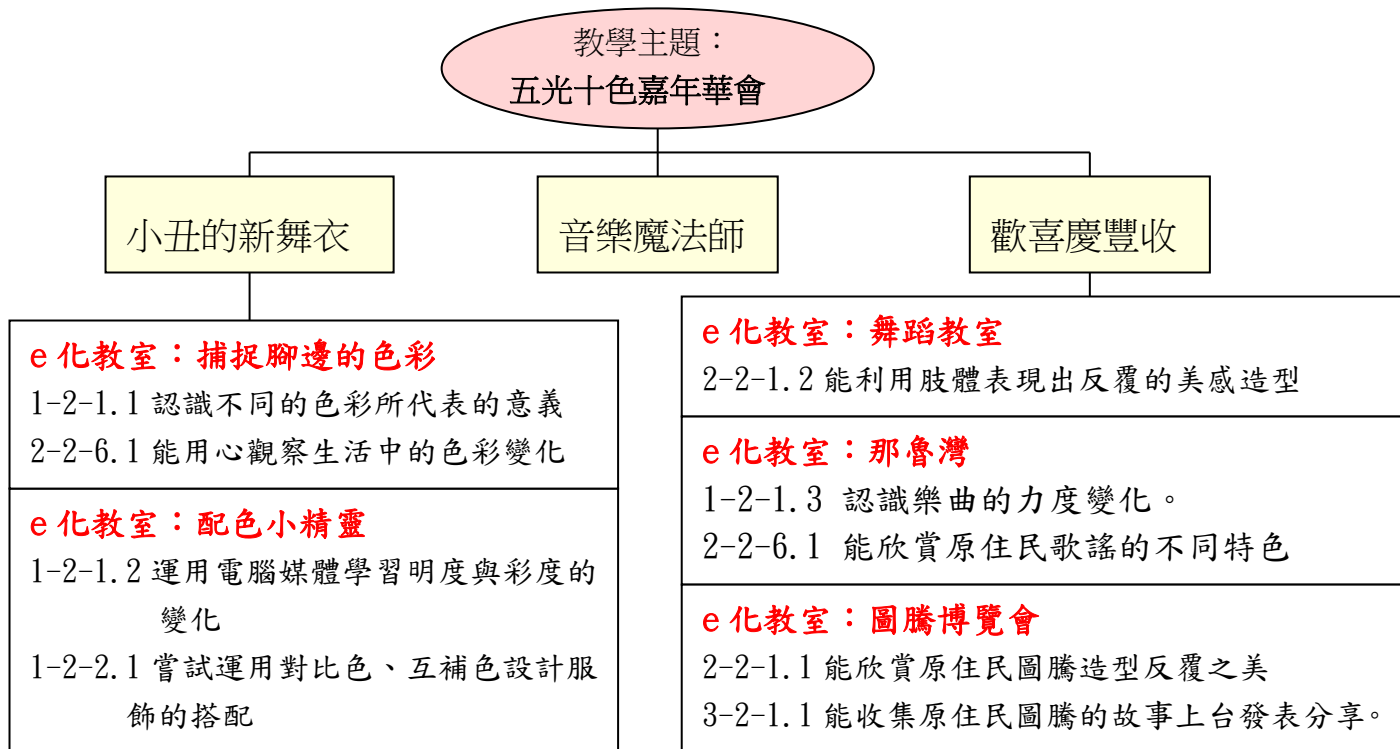 教學主題：
五光十色嘉年華會
小丑的新舞衣
音樂魔法師
歡喜慶豐收
e化教室：捕捉腳邊的色彩
1-2-1.1 認識不同的色彩所代表的意義
2-2-6.1 能用心觀察生活中的色彩變化
e化教室：配色小精靈
1-2-1.2 運用電腦媒體學習明度與彩度的
變化
1-2-2.1 嘗試運用對比色、互補色設計服
飾的搭配
e化教室：舞蹈教室
2-2-1.2 能利用肢體表現出反覆的美感造型
e化教室：那魯灣
1-2-1.3 認識樂曲的力度變化。
2-2-6.1 能欣賞原住民歌謠的不同特色
e化教室：圖騰博覽會
2-2-1.1 能欣賞原住民圖騰造型反覆之美
3-2-1.1 能收集原住民圖騰的故事上台發表分享。